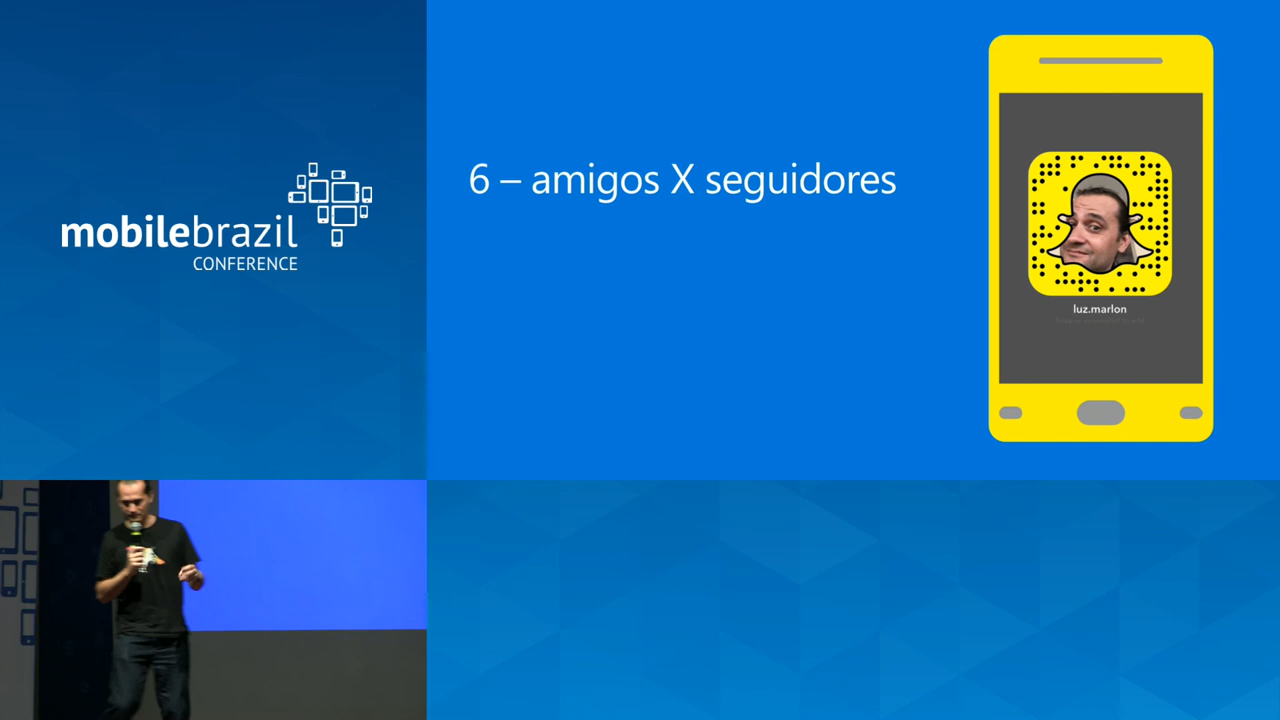 mobilebrazil
CONFERENCE
6 – amigos X seguidores
luz.marlon